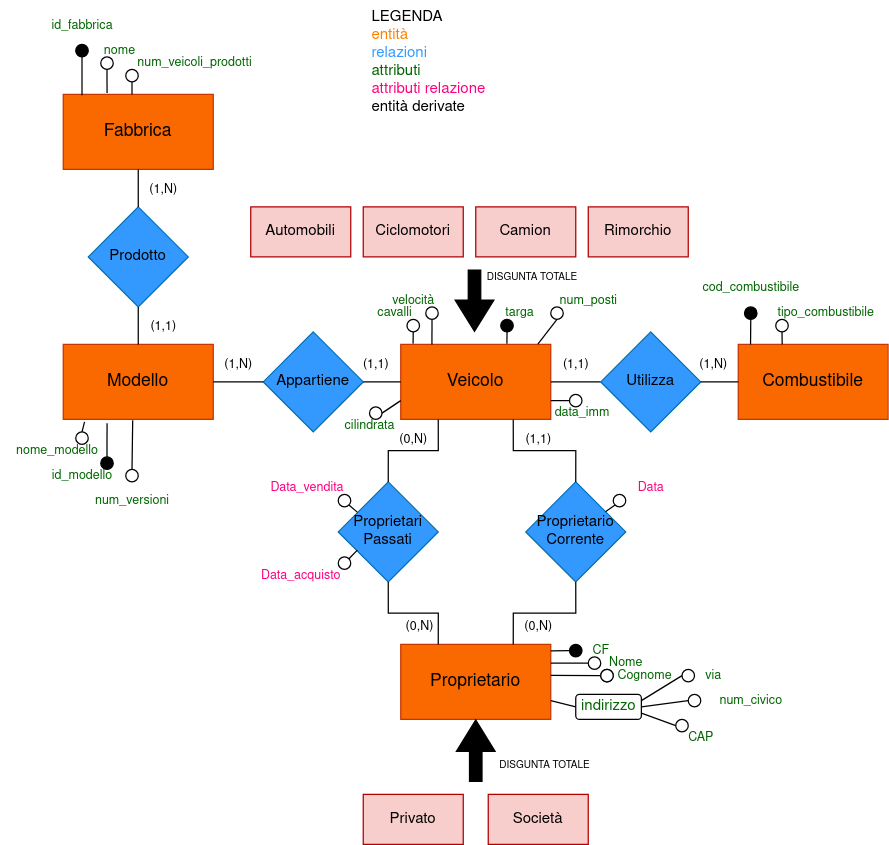 LEGENDA
entità
relazioni
attributi
attributi relazione
entità derivate
id_fabbrica
nome
num_veicoli_prodotti
Fabbrica
(1,N)
Prodotto
(1,1)
Automobili
Ciclomotori
Camion
Rimorchio
DISGUNTA TOTALE
velocità
cavalli
targa
num_posti
cod_combustibile
tipo_combustibile
Modello
(1,N)
Appartiene
(1,1)
Veicolo
(1,1)
Utilizza
(1,N)
Combustibile
cilindrata
data_imm
nome_modello
id_modello
num_versioni
(0,N)
(1,1)
Data_vendita
Proprietari
Passati
Data_acquisto
Data
Proprietario
Corrente
(0,N)
(0,N)
Proprietario
CF
Nome
Cognome
indirizzo
via
num_civico
CAP
DISGUNTA TOTALE
Privato
Società